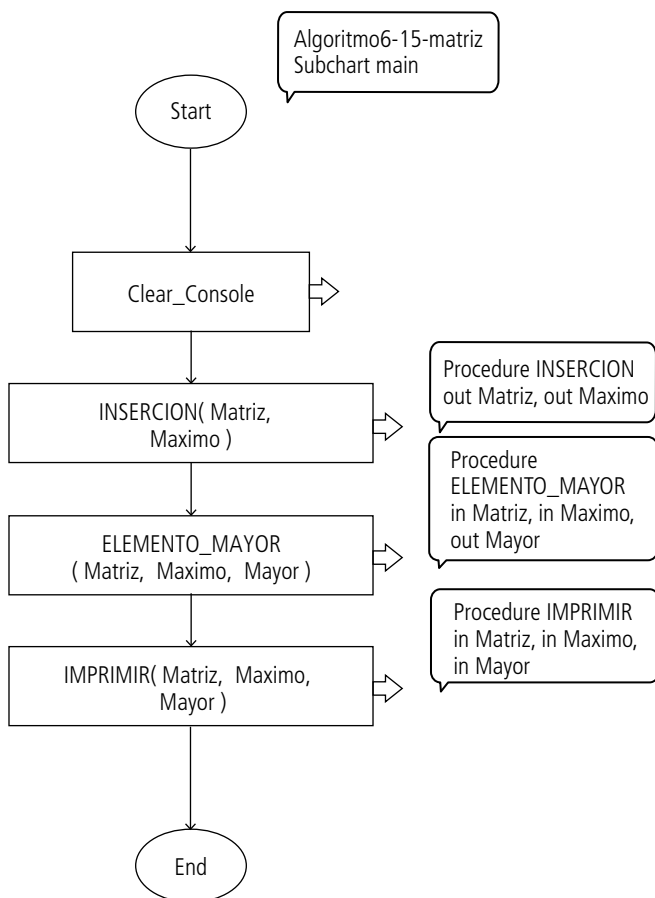 Algoritmo6-15-matriz
Subchart main
Start
Clear_Console
INSERCION( Matriz,
Maximo )
Procedure INSERCION
out Matriz, out Maximo
ELEMENTO_MAYOR
( Matriz, Maximo, Mayor )
Procedure
ELEMENTO_MAYOR
in Matriz, in Maximo,
out Mayor
IMPRIMIR( Matriz, Maximo,
Mayor )
Procedure IMPRIMIR
in Matriz, in Maximo,
in Mayor
End